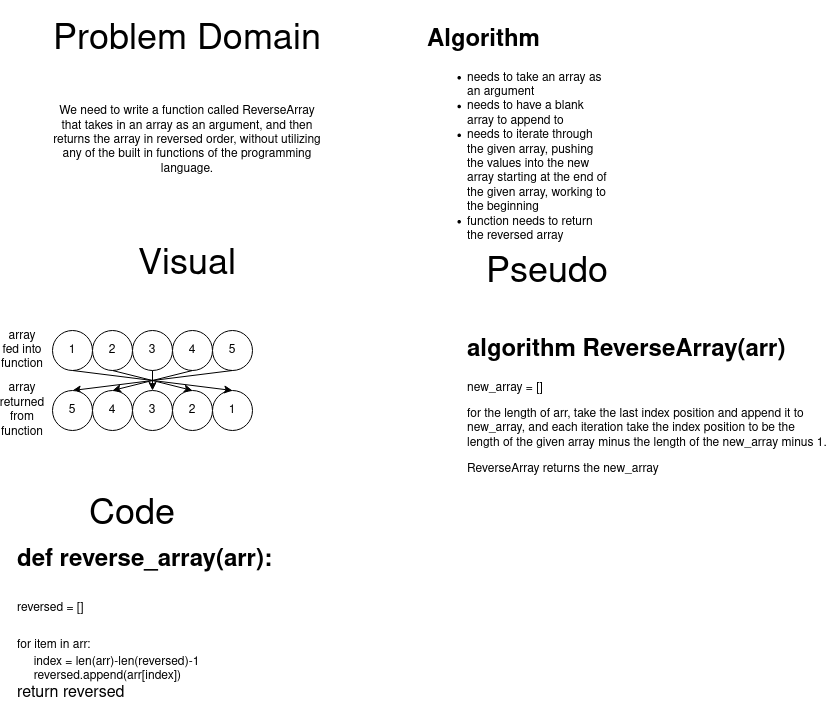 Problem Domain
We need to write a function called ReverseArray
that takes in an array as an argument, and then
returns the array in reversed order, without utilizing
any of the built in functions of the programming
language.
Algorithm
• needs to take an array as
an argument
• needs to have a blank
array to append to
• needs to iterate through
the given array, pushing
the values into the new
array starting at the end of
the given array, working to
the beginning
• function needs to return
the reversed array
Visual
array
fed into
function
1 2 3 4 5
array
returned
from
function
5 4 3 2 1
Pseudo
algorithm ReverseArray(arr)
new_array = []
for the length of arr, take the last index position and append it to
new_array, and each iteration take the index position to be the
length of the given array minus the length of the new_array minus 1.
ReverseArray returns the new_array
Code
def reverse_array(arr):
reversed = []
for item in arr:
index = len(arr)-len(reversed)-1
reversed.append(arr[index])
return reversed